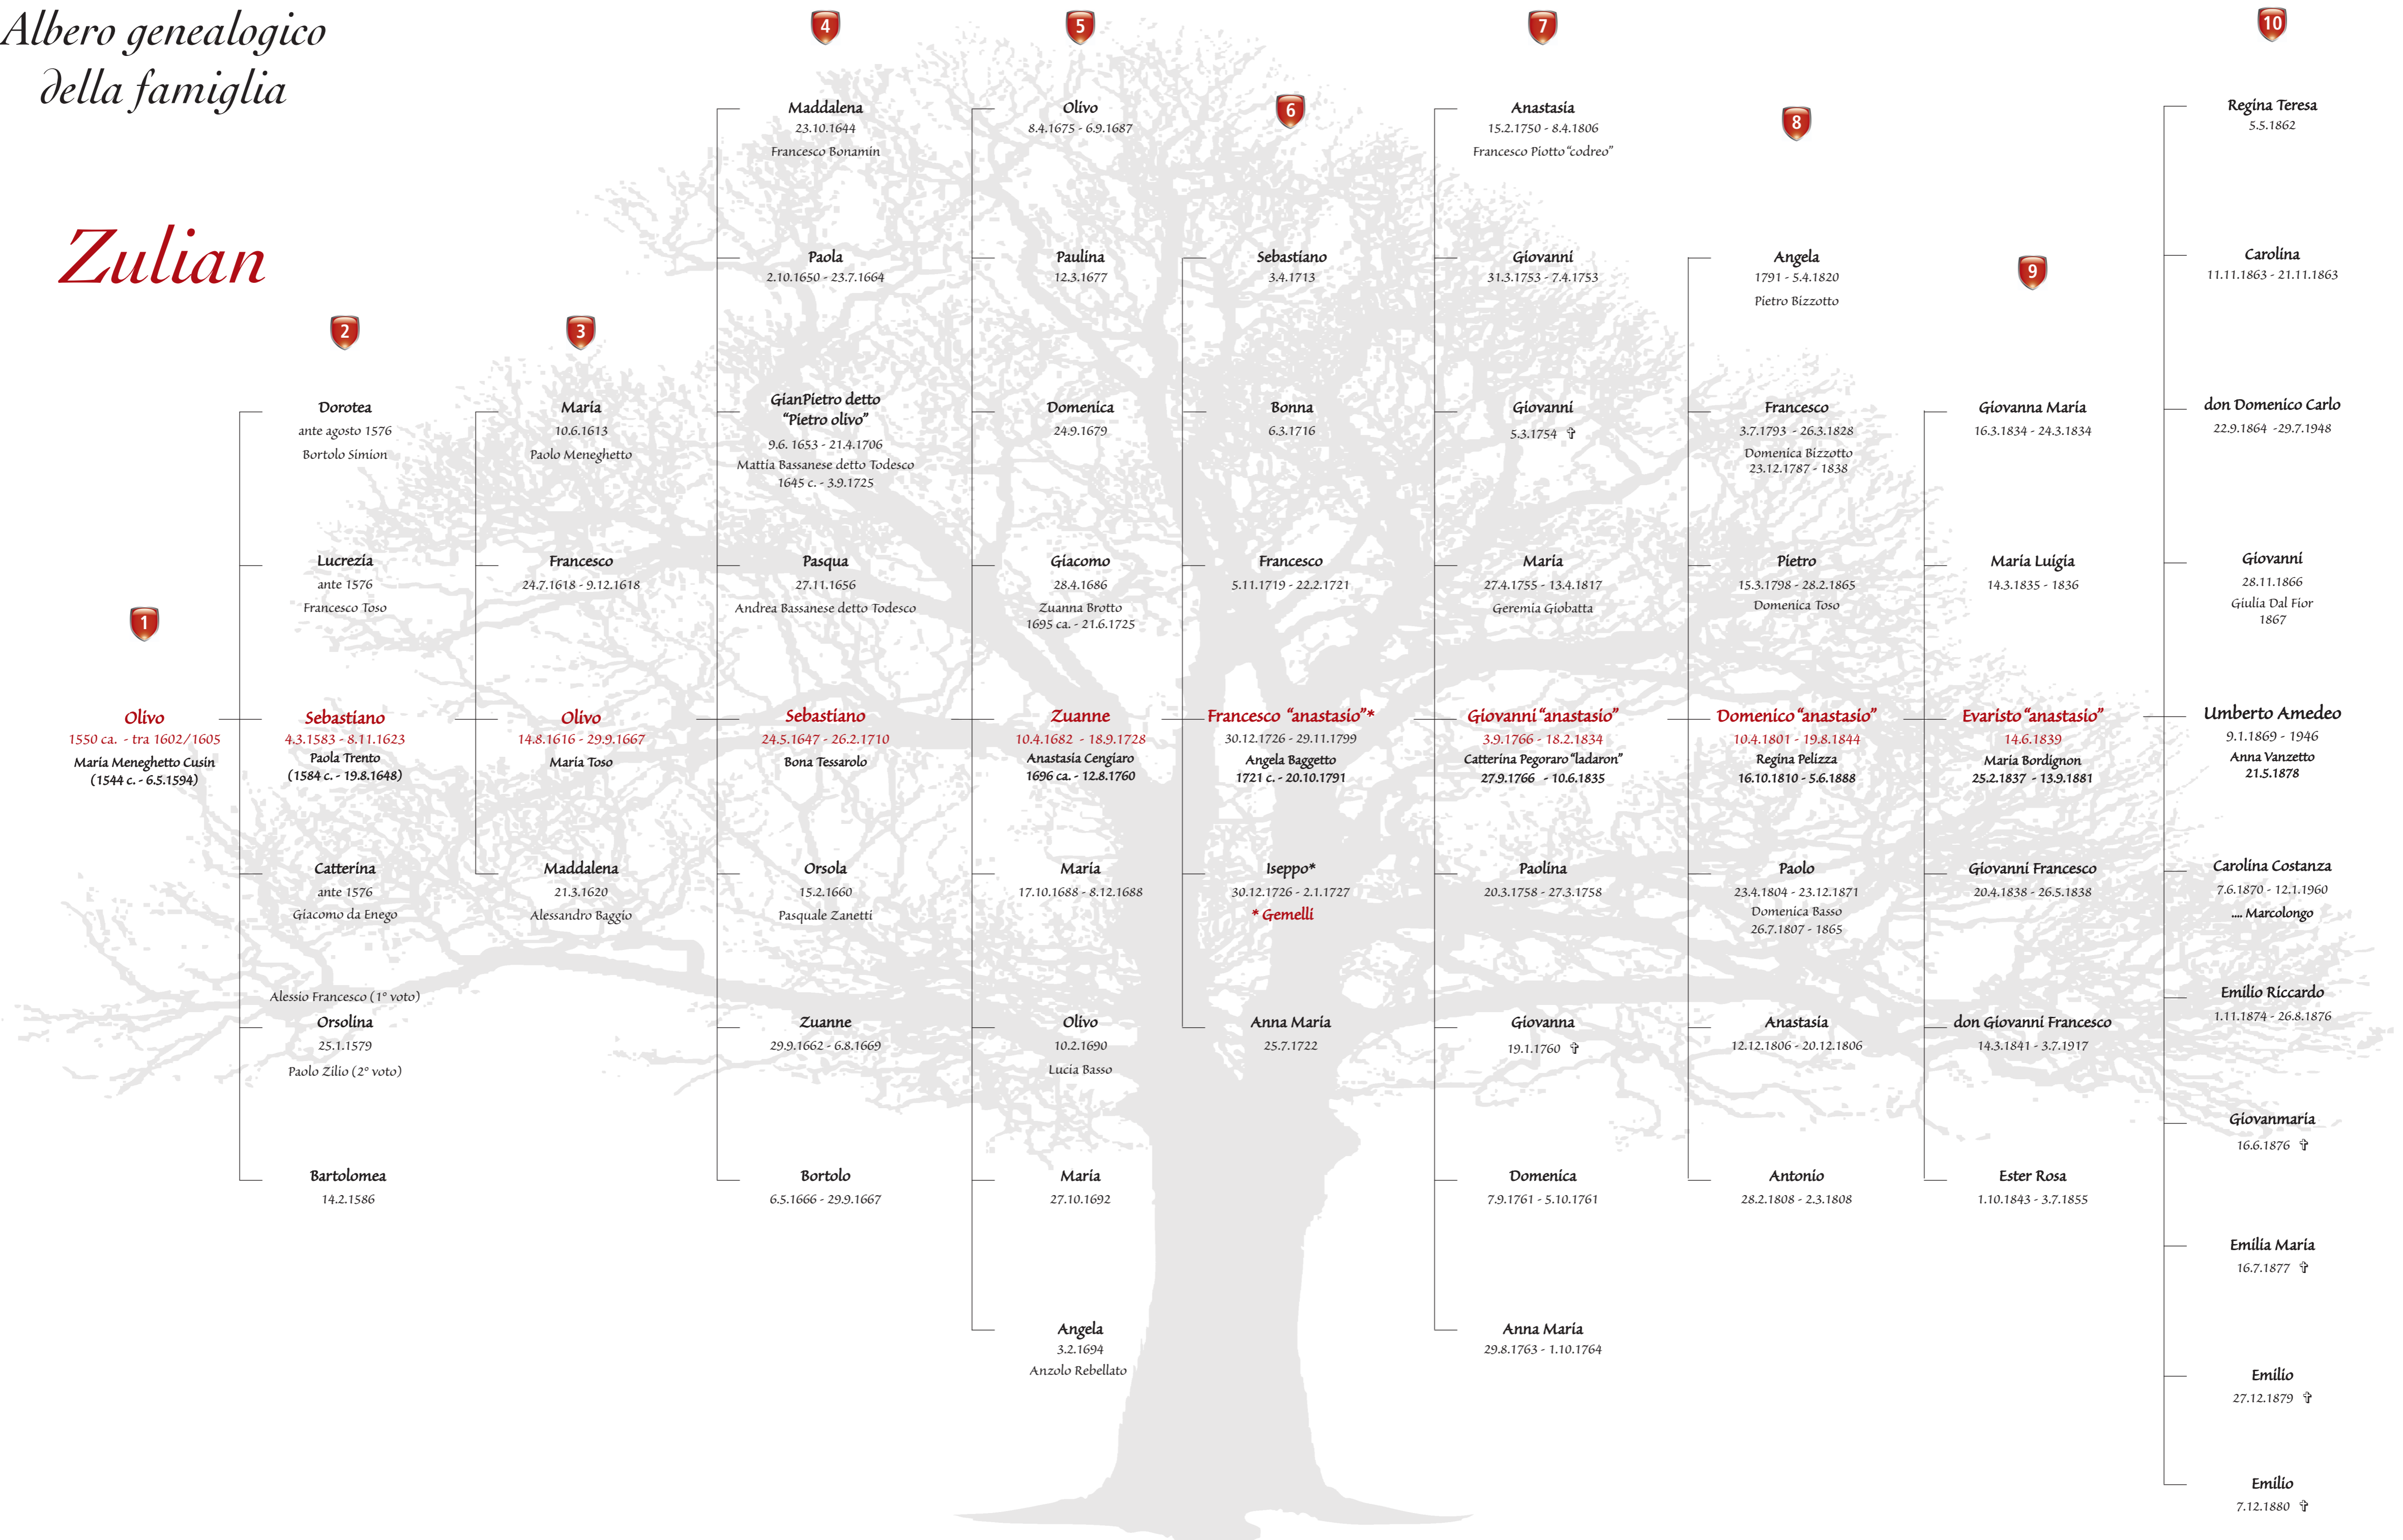 Albero genealogico
della famiglia
Zulian
1
Olivo
1550 ca. - tra 1602/1605
Maria Meneghetto Cusin
(1544 c. - 6.5.1594)
2
Dorotea
ante agosto 1576
Bortolo Simion
Lucrezia
ante 1576
Francesco Toso
Sebastiano
4.3.1583 - 8.11.1623
Paola Trento
(1584 c. - 19.8.1648)
Catterina
ante 1576
Giacomo da Enego
Alessio Francesco (1° voto)
Orsolina
25.1.1579
Paolo Zilio (2° voto)
Bartolomea
14.2.1586
3
Maria
10.6.1613
Paolo Meneghetto
Francesco
24.7.1618 - 9.12.1618
Olivo
14.8.1616 - 29.9.1667
Maria Toso
Maddalena
21.3.1620
Alessandro Baggio
4
Maddalena
23.10.1644
Francesco Bonamin
Paola
2.10.1650 - 23.7.1664
GianPietro detto
“Pietro olivo”
9.6. 1653 - 21.4.1706
Mattia Bassanese detto Todesco
1645 c. - 3.9.1725
Pasqua
27.11.1656
Andrea Bassanese detto Todesco
Sebastiano
24.5.1647 - 26.2.1710
Bona Tessarolo
Orsola
15.2.1660
Pasquale Zanetti
Zuanne
29.9.1662 - 6.8.1669
Bortolo
6.5.1666 - 29.9.1667
5
Olivo
8.4.1675 - 6.9.1687
Paulina
12.3.1677
Domenica
24.9.1679
Giacomo
28.4.1686
Zuanna Brotto
1695 ca. - 21.6.1725
Zuanne
10.4.1682 - 18.9.1728
Anastasia Cengiaro
1696 ca. - 12.8.1760
Maria
17.10.1688 - 8.12.1688
Olivo
10.2.1690
Lucia Basso
Maria
27.10.1692
Angela
3.2.1694
Anzolo Rebellato
6
Sebastiano
3.4.1713
Bonna
6.3.1716
Francesco
5.11.1719 - 22.2.1721
Francesco “anastasio”*
30.12.1726 - 29.11.1799
Angela Baggetto
1721 c. - 20.10.1791
Iseppo*
30.12.1726 - 2.1.1727
* Gemelli
Anna Maria
25.7.1722
7
Anastasia
15.2.1750 - 8.4.1806
Francesco Piotto “codreo”
Giovanni
31.3.1753 - 7.4.1753
Giovanni
5.3.1754 ✞
Maria
27.4.1755 - 13.4.1817
Geremia Giobatta
Giovanni “anastasio”
3.9.1766 - 18.2.1834
Catterina Pegoraro “ladaron”
27.9.1766 - 10.6.1835
Paolina
20.3.1758 - 27.3.1758
Giovanna
19.1.1760 ✞
Domenica
7.9.1761 - 5.10.1761
Anna Maria
29.8.1763 - 1.10.1764
8
Angela
1791 - 5.4.1820
Pietro Bizzotto
Francesco
3.7.1793 - 26.3.1828
Domenica Bizzotto
23.12.1787 - 1838
Pietro
15.3.1798 - 28.2.1865
Domenica Toso
Domenico “anastasio”
10.4.1801 - 19.8.1844
Regina Pelizza
16.10.1810 - 5.6.1888
Paolo
23.4.1804 - 23.12.1871
Domenica Basso
26.7.1807 - 1865
Anastasia
12.12.1806 - 20.12.1806
Antonio
28.2.1808 - 2.3.1808
9
Giovanna Maria
16.3.1834 - 24.3.1834
Maria Luigia
14.3.1835 - 1836
Evaristo “anastasio”
14.6.1839
Maria Bordignon
25.2.1837 - 13.9.1881
Giovanni Francesco
20.4.1838 - 26.5.1838
don Giovanni Francesco
14.3.1841 - 3.7.1917
Ester Rosa
1.10.1843 - 3.7.1855
10
Regina Teresa
5.5.1862
Carolina
11.11.1863 - 21.11.1863
don Domenico Carlo
22.9.1864 -29.7.1948
Giovanni
28.11.1866
Giulia Dal Fior
1867
Umberto Amedeo
9.1.1869 - 1946
Anna Vanzetto
21.5.1878
Carolina Costanza
7.6.1870 - 12.1.1960
.... Marcolongo
Emilio Riccardo
1.11.1874 - 26.8.1876
Giovanmaria
16.6.1876 ✞
Emilia Maria
16.7.1877 ✞
Emilio
27.12.1879 ✞
Emilio
7.12.1880 ✞